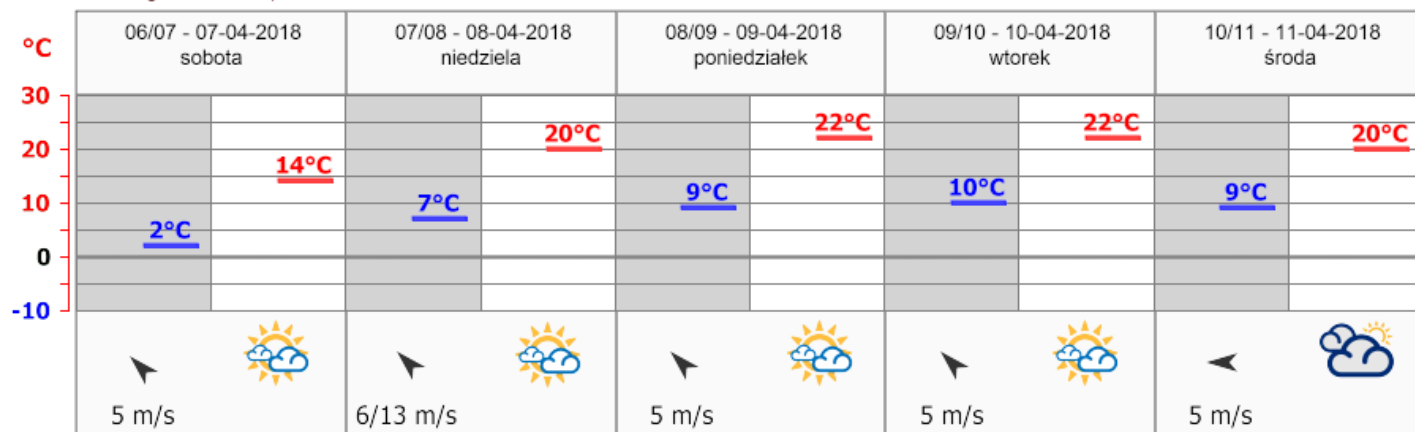 06/07 - 07-04-2018
sobota
07/08 - 08-04-2018
niedziela
08/09 - 09-04-2018
poniedziałek
09/10 - 10-04-2018
wtorek
10/11 - 11-04-2018
środa
°C
30
20
10
0
-10
2°C
14°C
7°C
20°C
9°C
22°C
10°C
22°C
9°C
20°C
5 m/s
6/13 m/s
5 m/s
5 m/s
5 m/s